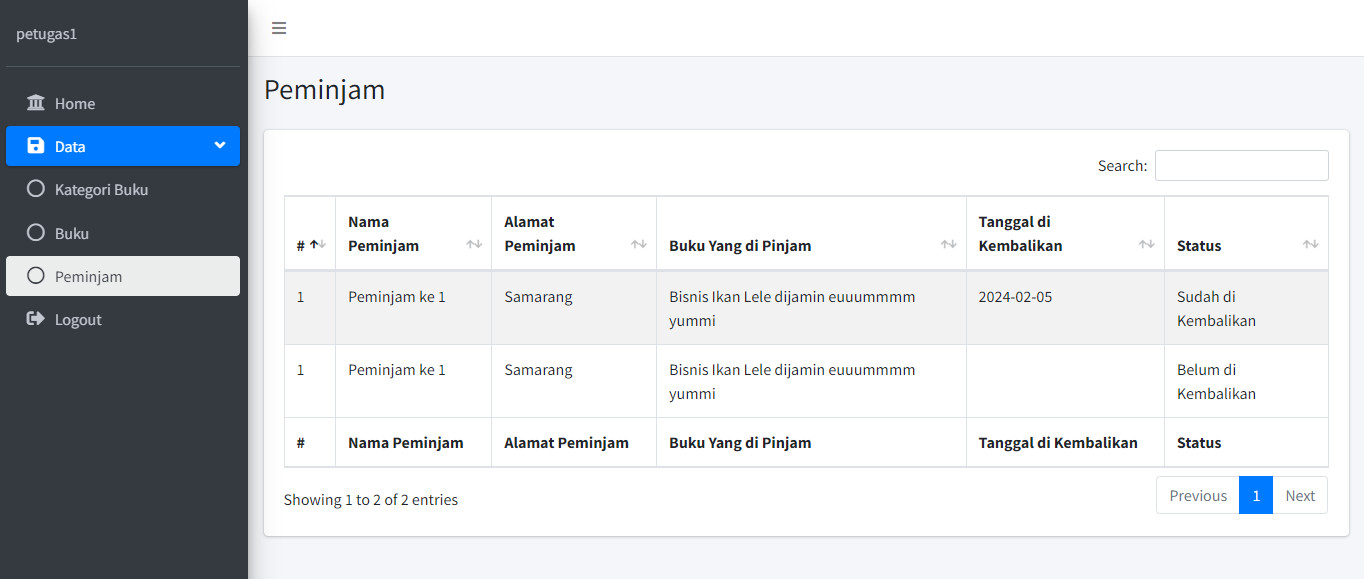 petugas1
Home
Data
Kategori Buku
Buku
Peminjam
Logout
Peminjam
Search:
#
Nama
Peminjam
Alamat
Peminjam
Buku Yang di Pinjam
Tanggal di
Kembalikan
Status
1
Peminjam ke 1
Samarang
Bisnis Ikan Lele dijamin euuummmm
yummi
2024-02-05
Sudah di
Kembalikan
1
Peminjam ke 1
Samarang
Bisnis Ikan Lele dijamin euuummmm
yummi
Belum di
Kembalikan
#
Nama Peminjam
Alamat Peminjam
Buku Yang di Pinjam
Tanggal di Kembalikan
Status
Showing 1 to 2 of 2 entries
Previous
1
Next